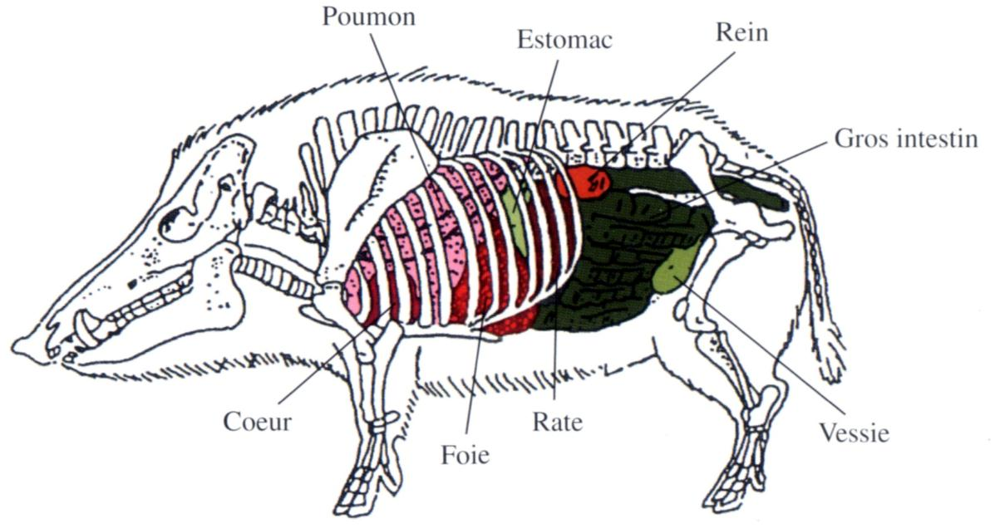 Poumon
Estomac
Rein
Gros intestin
Coeur
Foie
Rate
Vessie